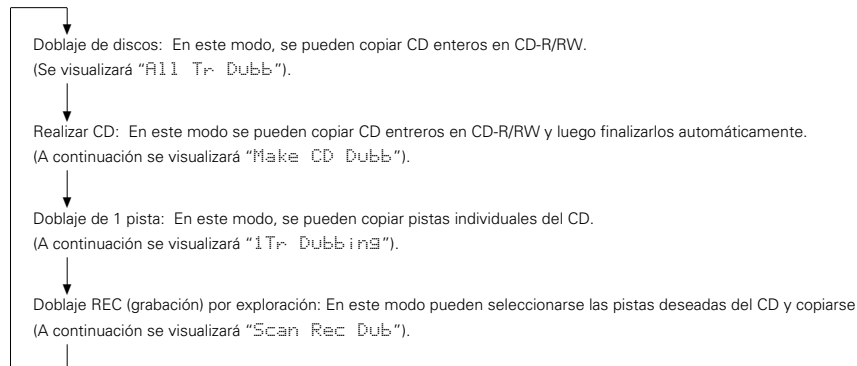 Doblaje de discos: En este modo, se pueden copiar CD enteros en CD-R/RW.
(Se visualizará “All Tr Dubb”).
Realizar CD: En este modo se pueden copiar CD entreros en CD-R/RW y luego finalizarlos automáticamente.
(A continuación se visualizará “Make CD Dubb”).
Doblaje de 1 pista: En este modo, se pueden copiar pistas individuales del CD.
(A continuación se visualizará “1Tr Dubbing”).
Doblaje REC (grabación) por exploración: En este modo pueden seleccionarse las pistas deseadas del CD y copiarse
(A continuación se visualizará “Scan Rec Dub”).